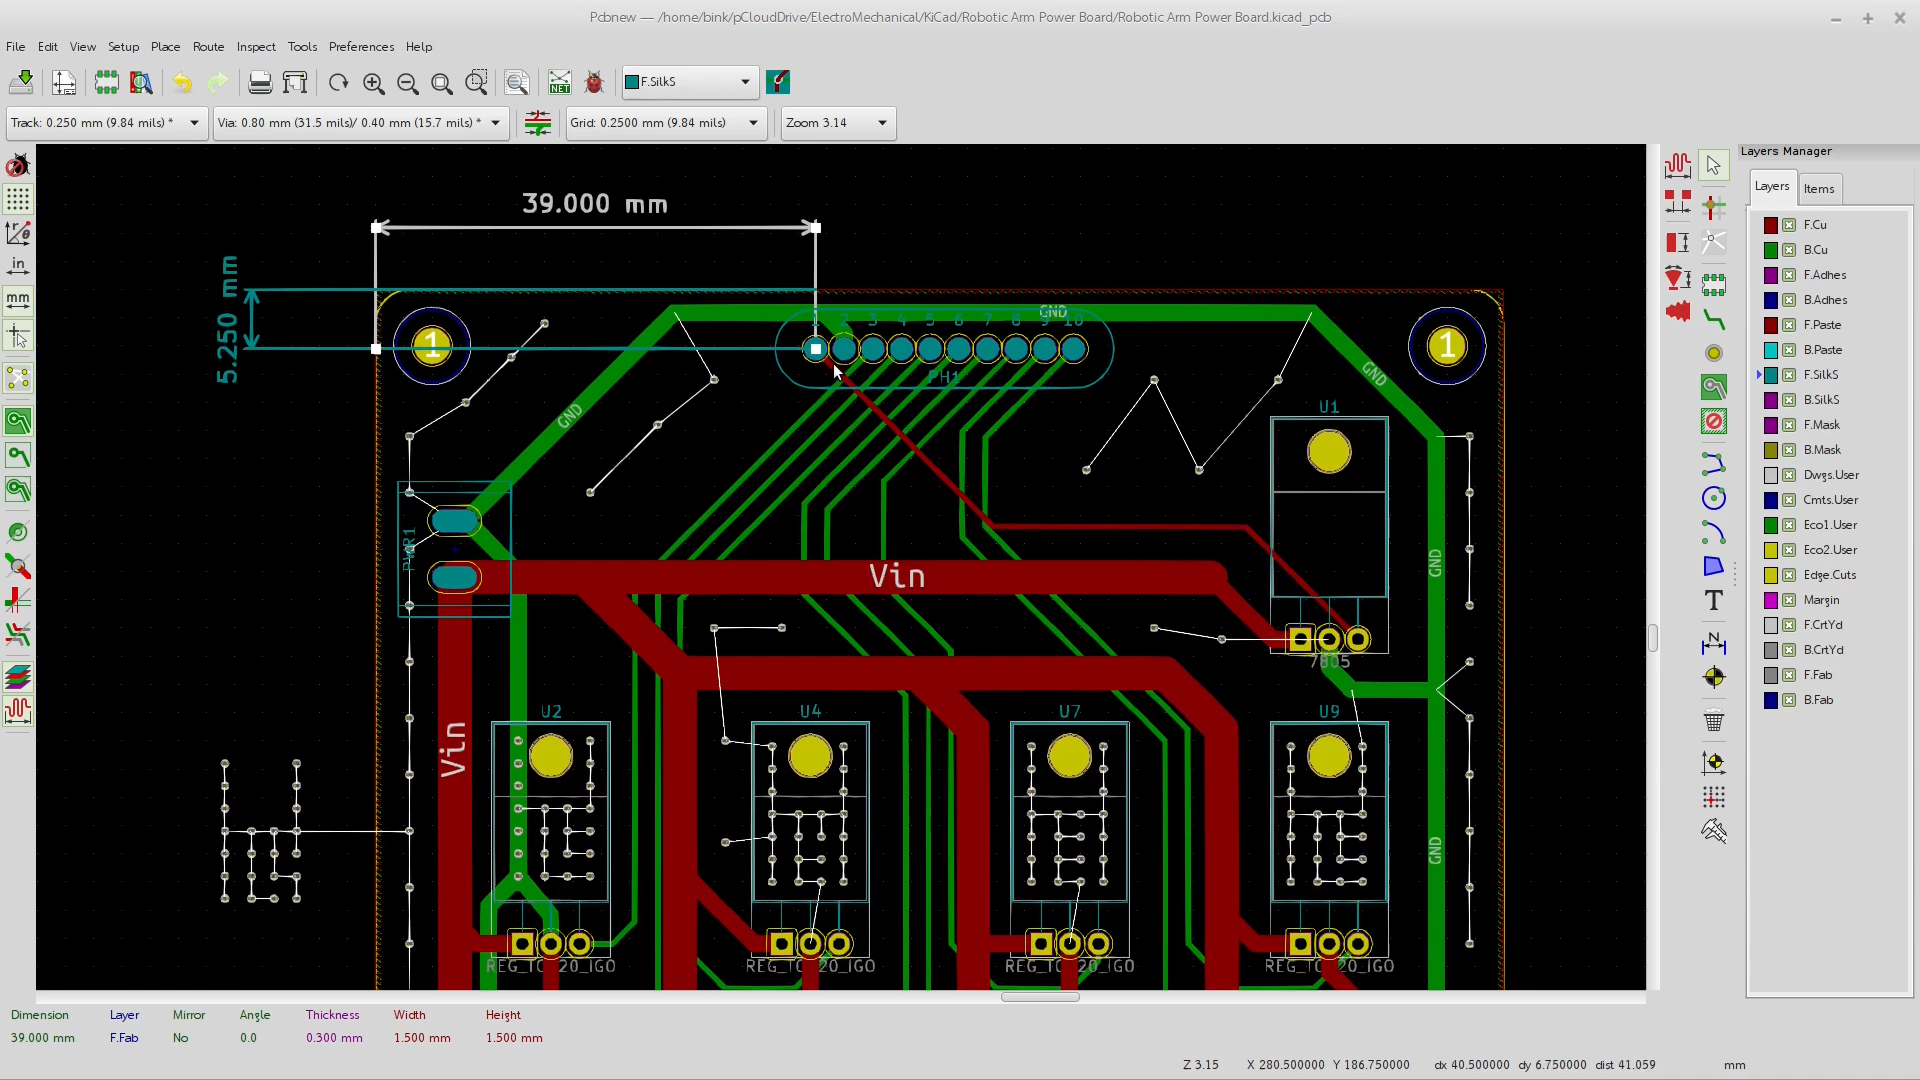 Pcbnew — /home/bink/pCloudDrive/ElectroMechanical/KiCad/Robotic Arm Power Board/Robotic Arm Power Board.kicad_pcb
File Edit View Setup Place Route Inspect Tools Preferences Help
NET
F.SilkS
Track: 0.250 mm (9.84 mils) *
Via: 0.80 mm (31.5 mils)/ 0.40 mm (15.7 mils) *
Grid: 0.2500 mm (9.84 mils)
Zoom 3.14
in
mm
39.000 mm
5.250 mm
1
1 2 3 4 5 6 7 8 9 10
GND
PH1
1
GND
GND
U1
PWR1
Vin
GND
7805
Vin
U2
U4
U7
U9
GND
T
N
Layers Manager
Layers Items
F.Cu
B.Cu
F.Adhes
B.Adhes
F.Paste
B.Paste
F.SilkS
B.SilkS
F.Mask
B.Mask
Dwgs.User
Cmts.User
Eco1.User
Eco2.User
Edge.Cuts
Margin
F.CrtYd
B.CrtYd
F.Fab
B.Fab
Dimension Layer Mirror Angle Thickness Width Height
39.000 mm F.Fab No 0.0 0.300 mm 1.500 mm 1.500 mm
Z 3.15 X 280.500000 Y 186.750000 dx 40.500000 dy 6.750000 dist 41.059 mm